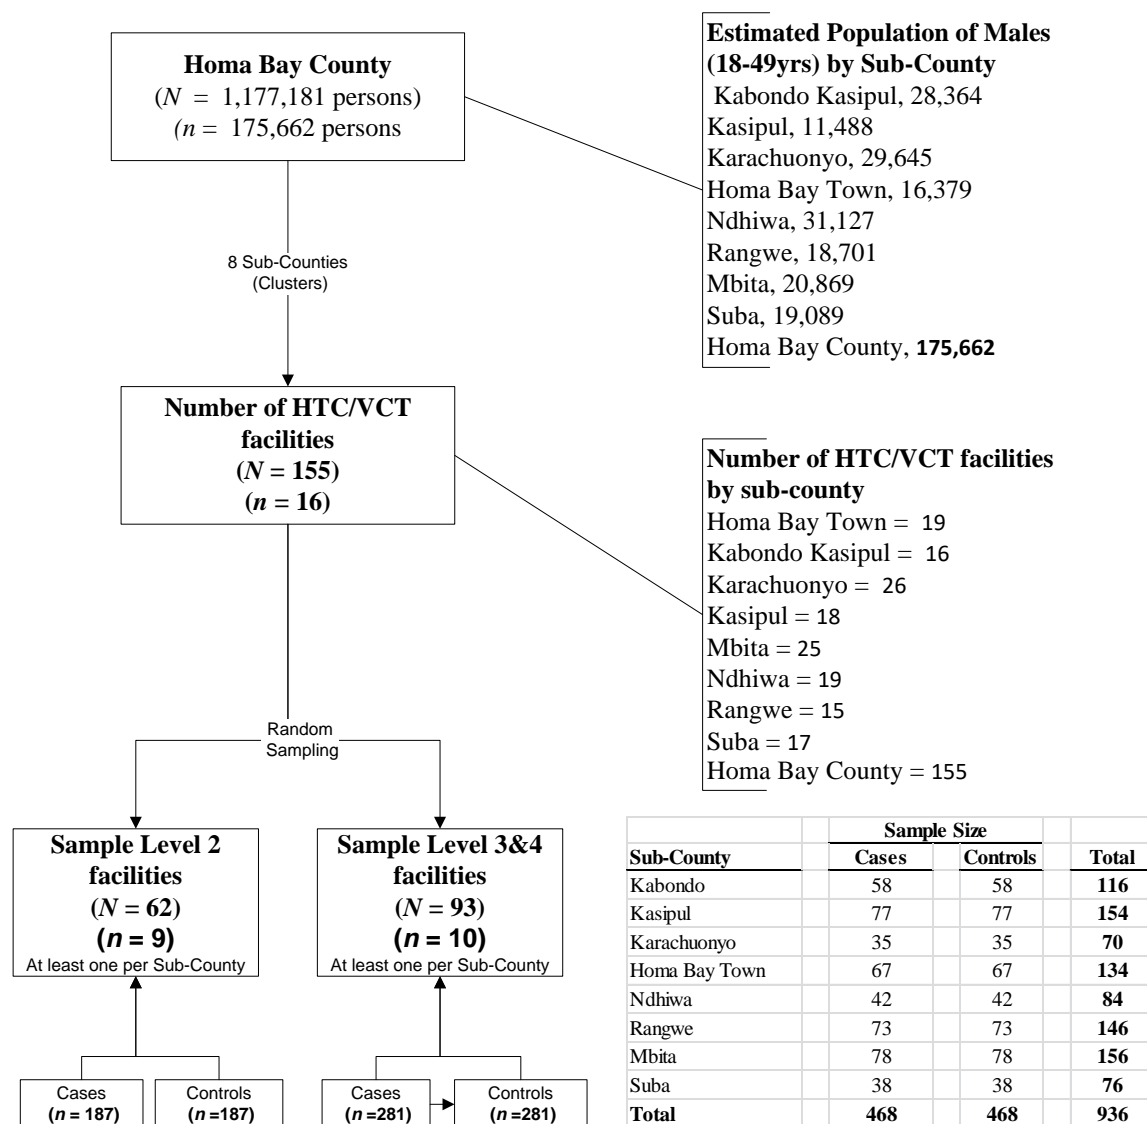 Homa Bay County
(N = 1,177,181 persons)
(n = 175,662 persons
Estimated Population of Males
(18-49yrs) by Sub-County
Kabondo Kasipul, 28,364
Kasipul, 11,488
Karachuonyo, 29,645
Homa Bay Town, 16,379
Ndhiwa, 31,127
Rangwe, 18,701
Mbita, 20,869
Suba, 19,089
Homa Bay County, 175,662
8 Sub-Counties
(Clusters)
Number of HTC/VCT
facilities
(N = 155)
(n = 16)
Number of HTC/VCT facilities
by sub-county
Homa Bay Town = 19
Kabondo Kasipul = 16
Karachuonyo = 26
Kasipul = 18
Mbita = 25
Ndhiwa = 19
Rangwe = 15
Suba = 17
Homa Bay County = 155
Random
Sampling
Sample Level 2
facilities
(N = 62)
(n = 9)
At least one per Sub-County
Sample Level 3&4
facilities
(N = 93)
(n = 10)
At least one per Sub-County
Cases
(n = 187)
Controls
(n =187)
Cases
(n =281)
Controls
(n =281)
Sample Size
Sub-County Cases Controls Total
Kabondo 58 58 116
Kasipul 77 77 154
Karachuonyo 35 35 70
Homa Bay Town 67 67 134
Ndhiwa 42 42 84
Rangwe 73 73 146
Mbita 78 78 156
Suba 38 38 76
Total 468 468 936